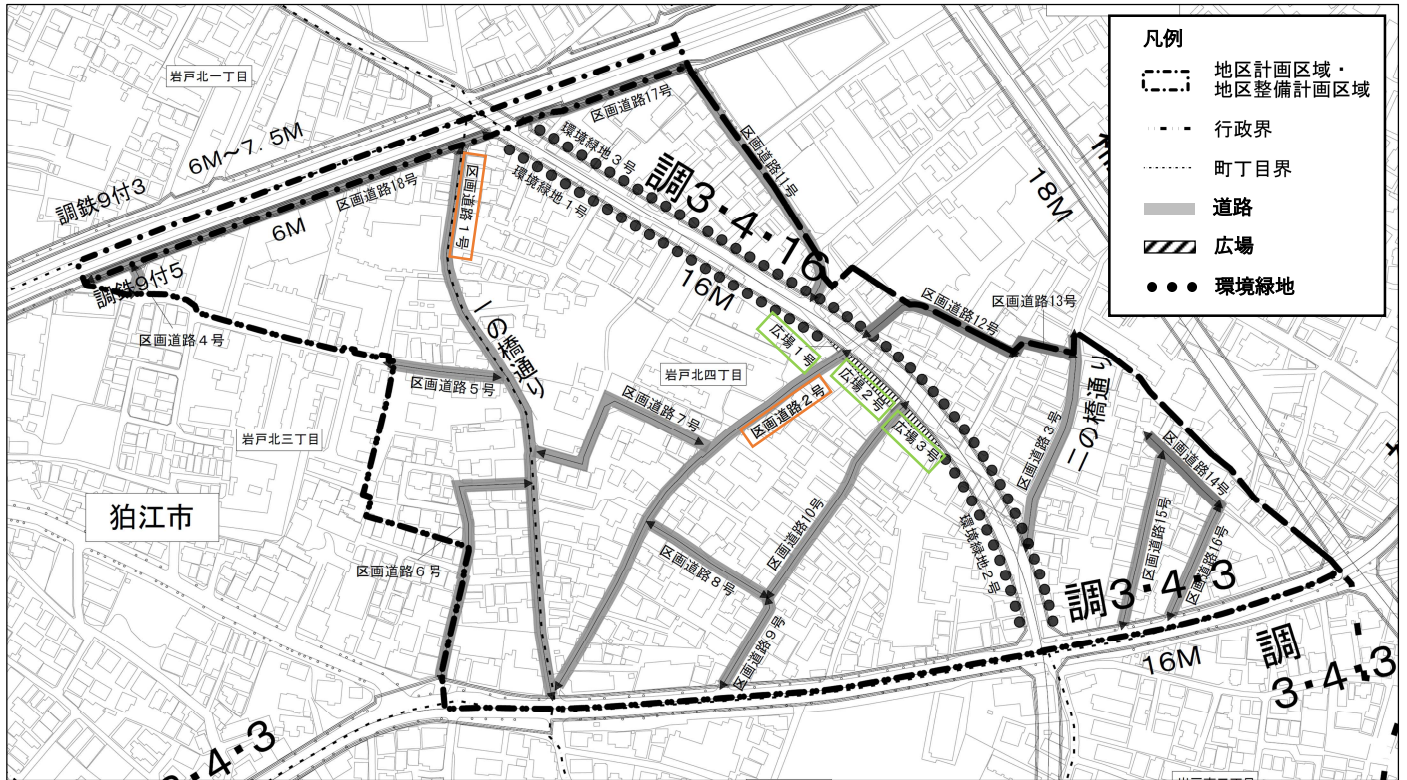 凡例
地区計画区域・
地区整備計画区域
行政界
町丁目界
道路
広場
環境緑地
岩戸北一丁目
6M～7.5M
調鉄9付3
区画道路17号
区画道路18号
6M
調鉄9付5
区画道路4号
区画道路1号
環境緑地3号
環境緑地1号
区画道路11号
調3・4・16
16M
18M
一の橋通り
区画道路5号
岩戸北三丁目
狛江市
区画道路6号
区画道路7号
岩戸北四丁目
広場1号
区画道路2号
広場2号
広場3号
区画道路12号
区画道路13号
区画道路3号
二の橋通り
区画道路14号
区画道路15号
区画道路16号
区画道路10号
区画道路8号
区画道路9号
環境緑地2号
調3・4・3
16M
調
3・4・3
3・4・3